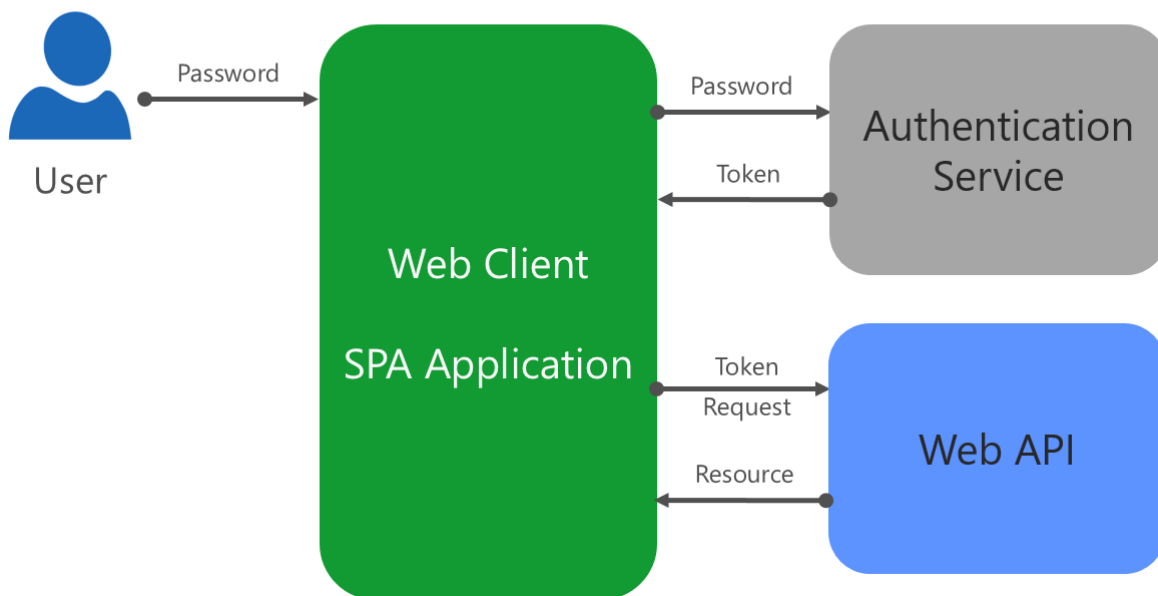 Password
User
Web Client
SPA Application
Password
Token
Authentication
Service
Token
Request
Resource
Web API